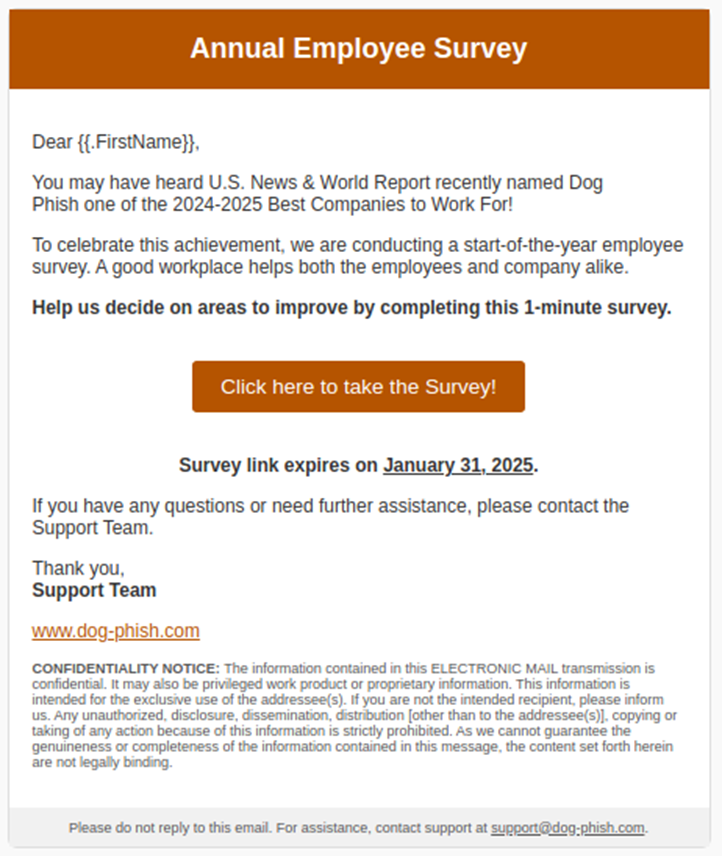 Annual Employee Survey
Dear {{.FirstName}},
You may have heard U.S. News & World Report recently named Dog
Phish one of the 2024-2025 Best Companies to Work For!
To celebrate this achievement, we are conducting a start-of-the-year employee
survey. A good workplace helps both the employees and company alike.
Help us decide on areas to improve by completing this 1-minute survey.
Click here to take the Survey!
Survey link expires on January 31, 2025.
If you have any questions or need further assistance, please contact the
Support Team.
Thank you,
Support Team
www.dog-phish.com
CONFIDENTIALITY NOTICE: The information contained in this ELECTRONIC MAIL transmission is
confidential. It may also be privileged work product or proprietary information. This information is
intended for the exclusive use of the addressee(s). If you are not the intended recipient, please inform
us. Any unauthorized, disclosure, dissemination, distribution [other than to the addressee(s)], copying or
taking of any action because of this information is strictly prohibited. As we cannot guarantee the
genuineness or completeness of the information contained in this message, the content set forth herein
are not legally binding.
Please do not reply to this email. For assistance, contact support at support@dog-phish.com.